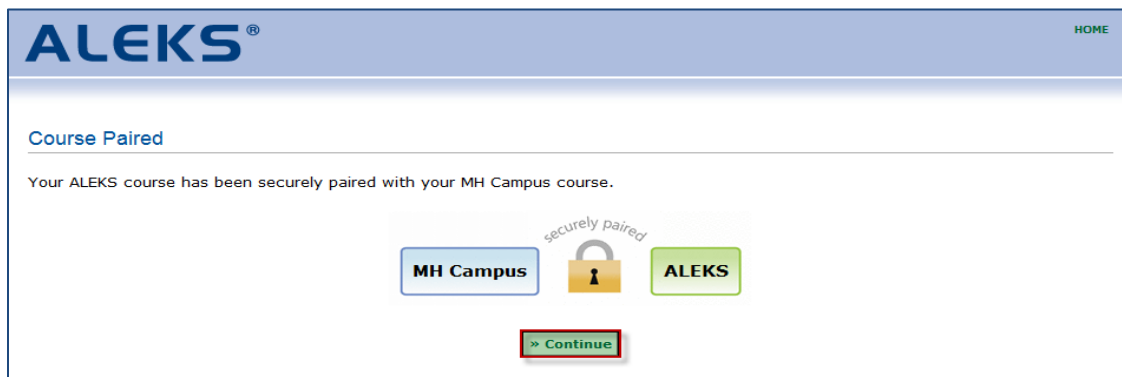 ALEKS®
HOME
Course Paired
Your ALEKS course has been securely paired with your MH Campus course.
securely paired
MH Campus
ALEKS
» Continue